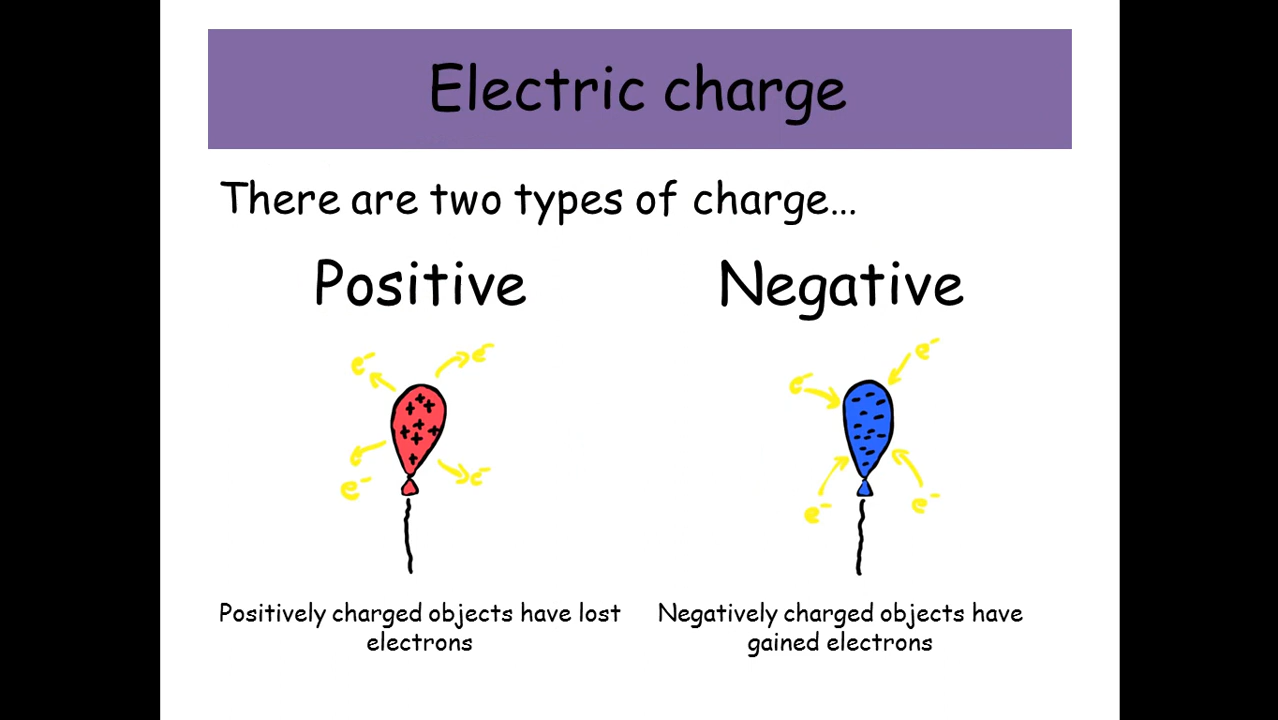 Electric charge
There are two types of charge...
Positive
Negative
e⁻
e⁻
e⁻
e⁻
e⁻
e⁻
e⁻
e⁻
Positively charged objects have lost
electrons
Negatively charged objects have
gained electrons